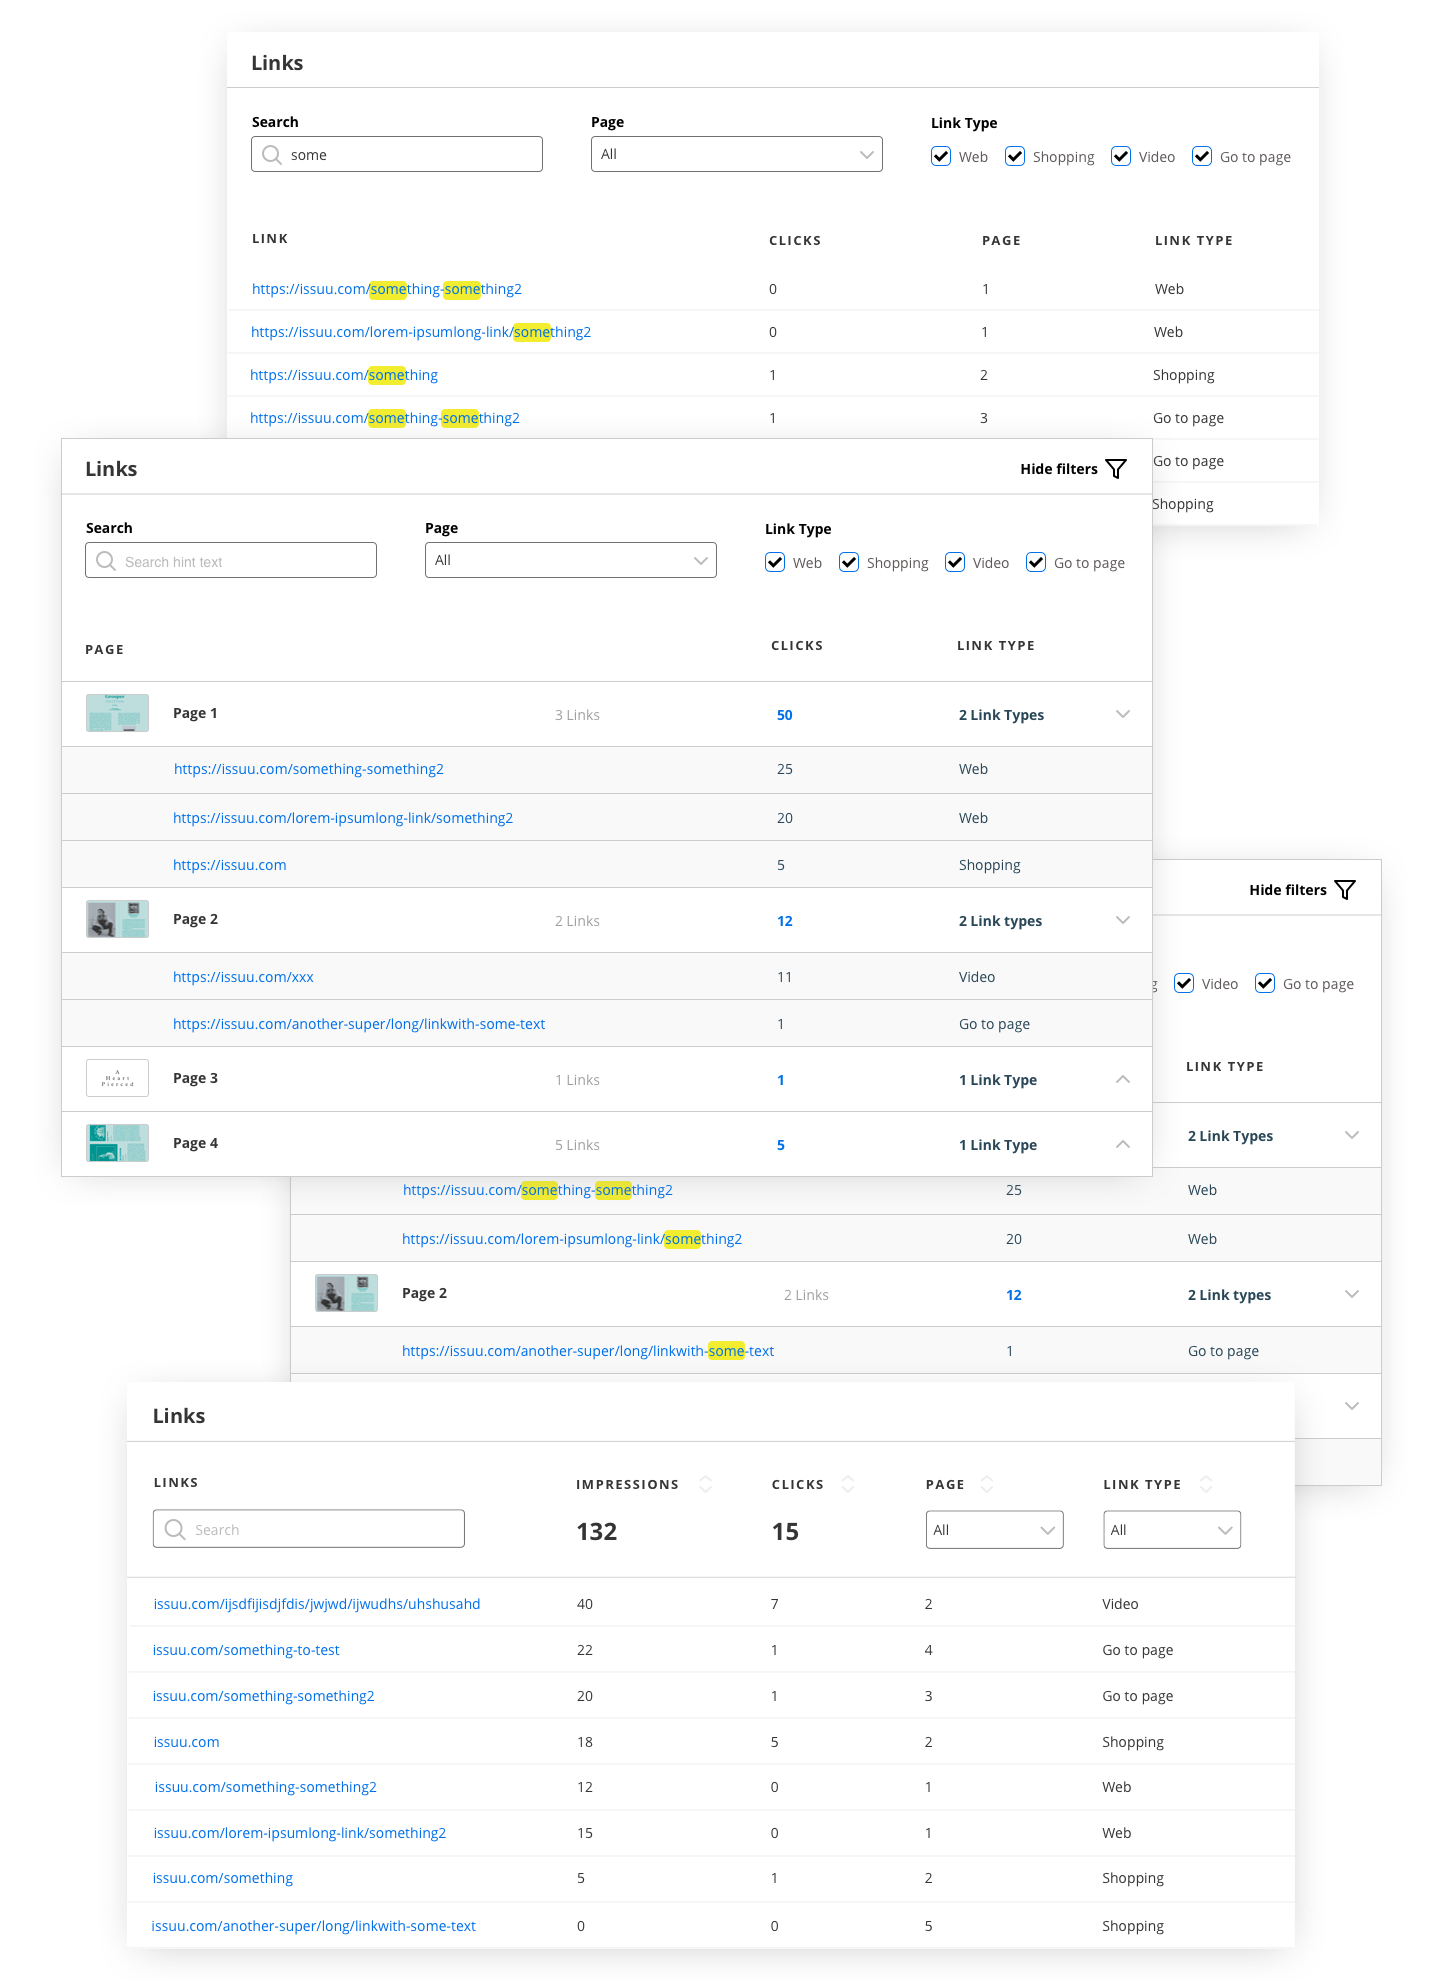 Links
Search Page Link Type
some All Web Shopping Video Go to page
LINK CLICKS PAGE LINK TYPE
https://issuu.com/something-something2 0 1 Web
https://issuu.com/lorem-ipsumlong-link/something2 0 1 Web
https://issuu.com/something 1 2 Shopping
https://issuu.com/something-something2 1 3 Go to page
Go to page
Shopping
Links Hide filters
Search Page Link Type
Search hint text All Web Shopping Video Go to page
PAGE CLICKS LINK TYPE
Page 1 3 Links 50 2 Link Types
https://issuu.com/something-something2 25 Web
https://issuu.com/lorem-ipsumlong-link/something2 20 Web
https://issuu.com 5 Shopping
Page 2 2 Links 12 2 Link types
https://issuu.com/xxx 11 Video
https://issuu.com/another-super/long/linkwith-some-text 1 Go to page
A
Heart
Pierced
Page 3 1 Links 1 1 Link Type
Page 4 5 Links 5 1 Link Type
Hide filters
Video Go to page
LINK TYPE
2 Link Types
https://issuu.com/something-something2 25 Web
https://issuu.com/lorem-ipsumlong-link/something2 20 Web
Page 2 2 Links 12 2 Link types
https://issuu.com/another-super/long/linkwith-some-text 1 Go to page
Links
LINKS IMPRESSIONS CLICKS PAGE LINK TYPE
Search 132 15 All All
issuu.com/ijsdfijisdjfdis/jwjwd/ijwudhs/uhshusahd 40 7 2 Video
issuu.com/something-to-test 22 1 4 Go to page
issuu.com/something-something2 20 1 3 Go to page
issuu.com 18 5 2 Shopping
issuu.com/something-something2 12 0 1 Web
issuu.com/lorem-ipsumlong-link/something2 15 0 1 Web
issuu.com/something 5 1 2 Shopping
issuu.com/another-super/long/linkwith-some-text 0 0 5 Shopping